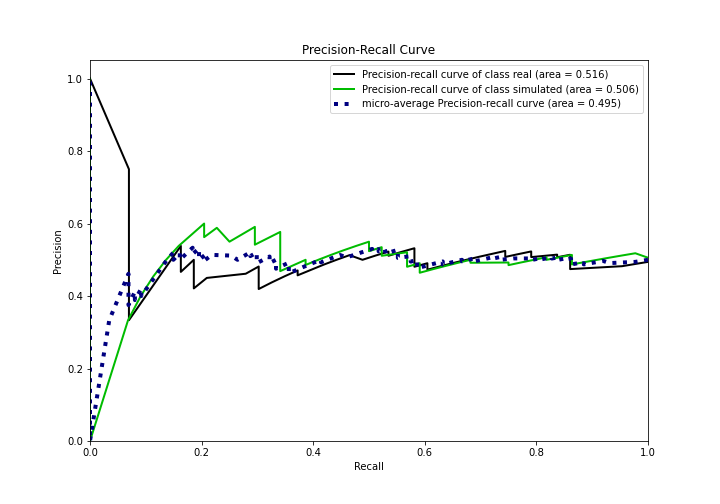 Precision-Recall Curve
Precision-recall curve of class real (area = 0.516)
Precision-recall curve of class simulated (area = 0.506)
micro-average Precision-recall curve (area = 0.495)
Precision
1.0
0.8
0.6
0.4
0.2
0.0
0.0 0.2 0.4 0.6 0.8 1.0
Recall